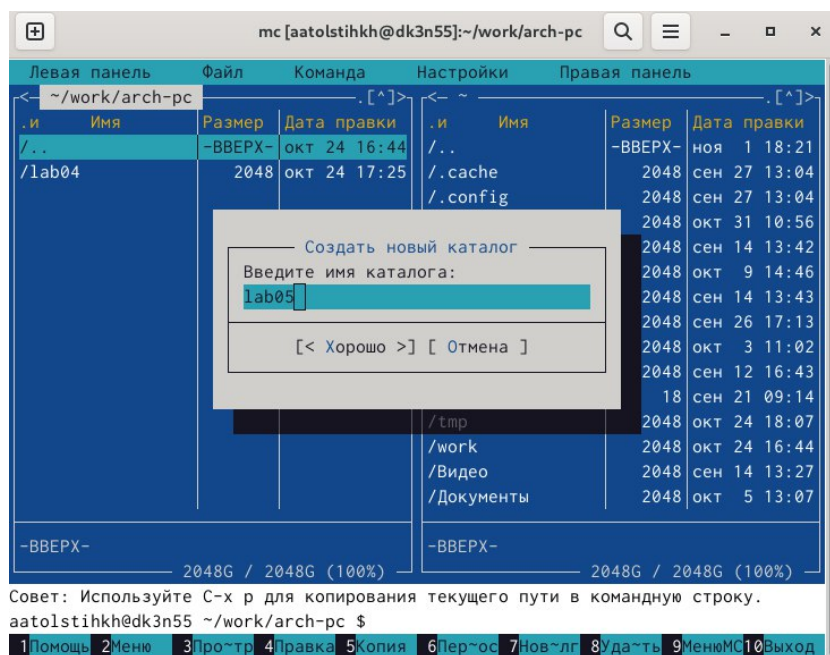 mc [aatolstihkh@dk3n55]:~/work/arch-pc
Левая панель Файл Команда Настройки Правая панель
<— ~/work/arch-pc .[^]> <— ~ .[^]>
.и Имя Размер Дата правки .и Имя Размер Дата правки
/.. -ВВЕРХ- окт 24 16:44 /.. -ВВЕРХ- ноя 1 18:21
/lab04 2048 окт 24 17:25 /.cache 2048 сен 27 13:04
/.config 2048 сен 27 13:04
2048 окт 31 10:56
Создать новый каталог 2048 сен 14 13:42
Введите имя каталога: 2048 окт 9 14:46
lab05 2048 сен 14 13:43
2048 сен 26 17:13
[< Хорошо >] [ Отмена ] 2048 окт 3 11:02
2048 сен 12 16:43
18 сен 21 09:14
/tmp 2048 окт 24 18:07
/work 2048 окт 24 16:44
/Видео 2048 сен 14 13:27
/Документы 2048 окт 5 13:07
-ВВЕРХ- -ВВЕРХ-
2048G / 2048G (100%) 2048G / 2048G (100%)
Совет: Используйте C-x p для копирования текущего пути в командную строку.
aatolstihkh@dk3n55 ~/work/arch-pc $
1Помощь 2Меню 3Про~тр 4Правка 5Копия 6Пер~ос 7Нов~лг 8Уда~ть 9МенюMC 10Выход